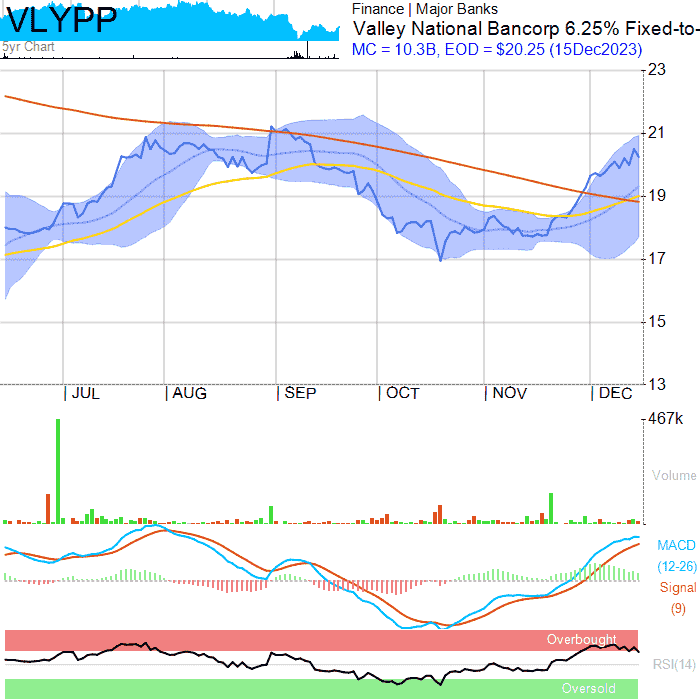 VLYPP
Finance | Major Banks
Valley National Bancorp 6.25% Fixed-to-
MC = 10.3B, EOD = $20.25 (15Dec2023)
5yr Chart
23
21
19
17
15
13
JUL AUG SEP OCT NOV DEC
467k
Volume
MACD
(12-26)
Signal
(9)
Overbought
RSI(14)
Oversold